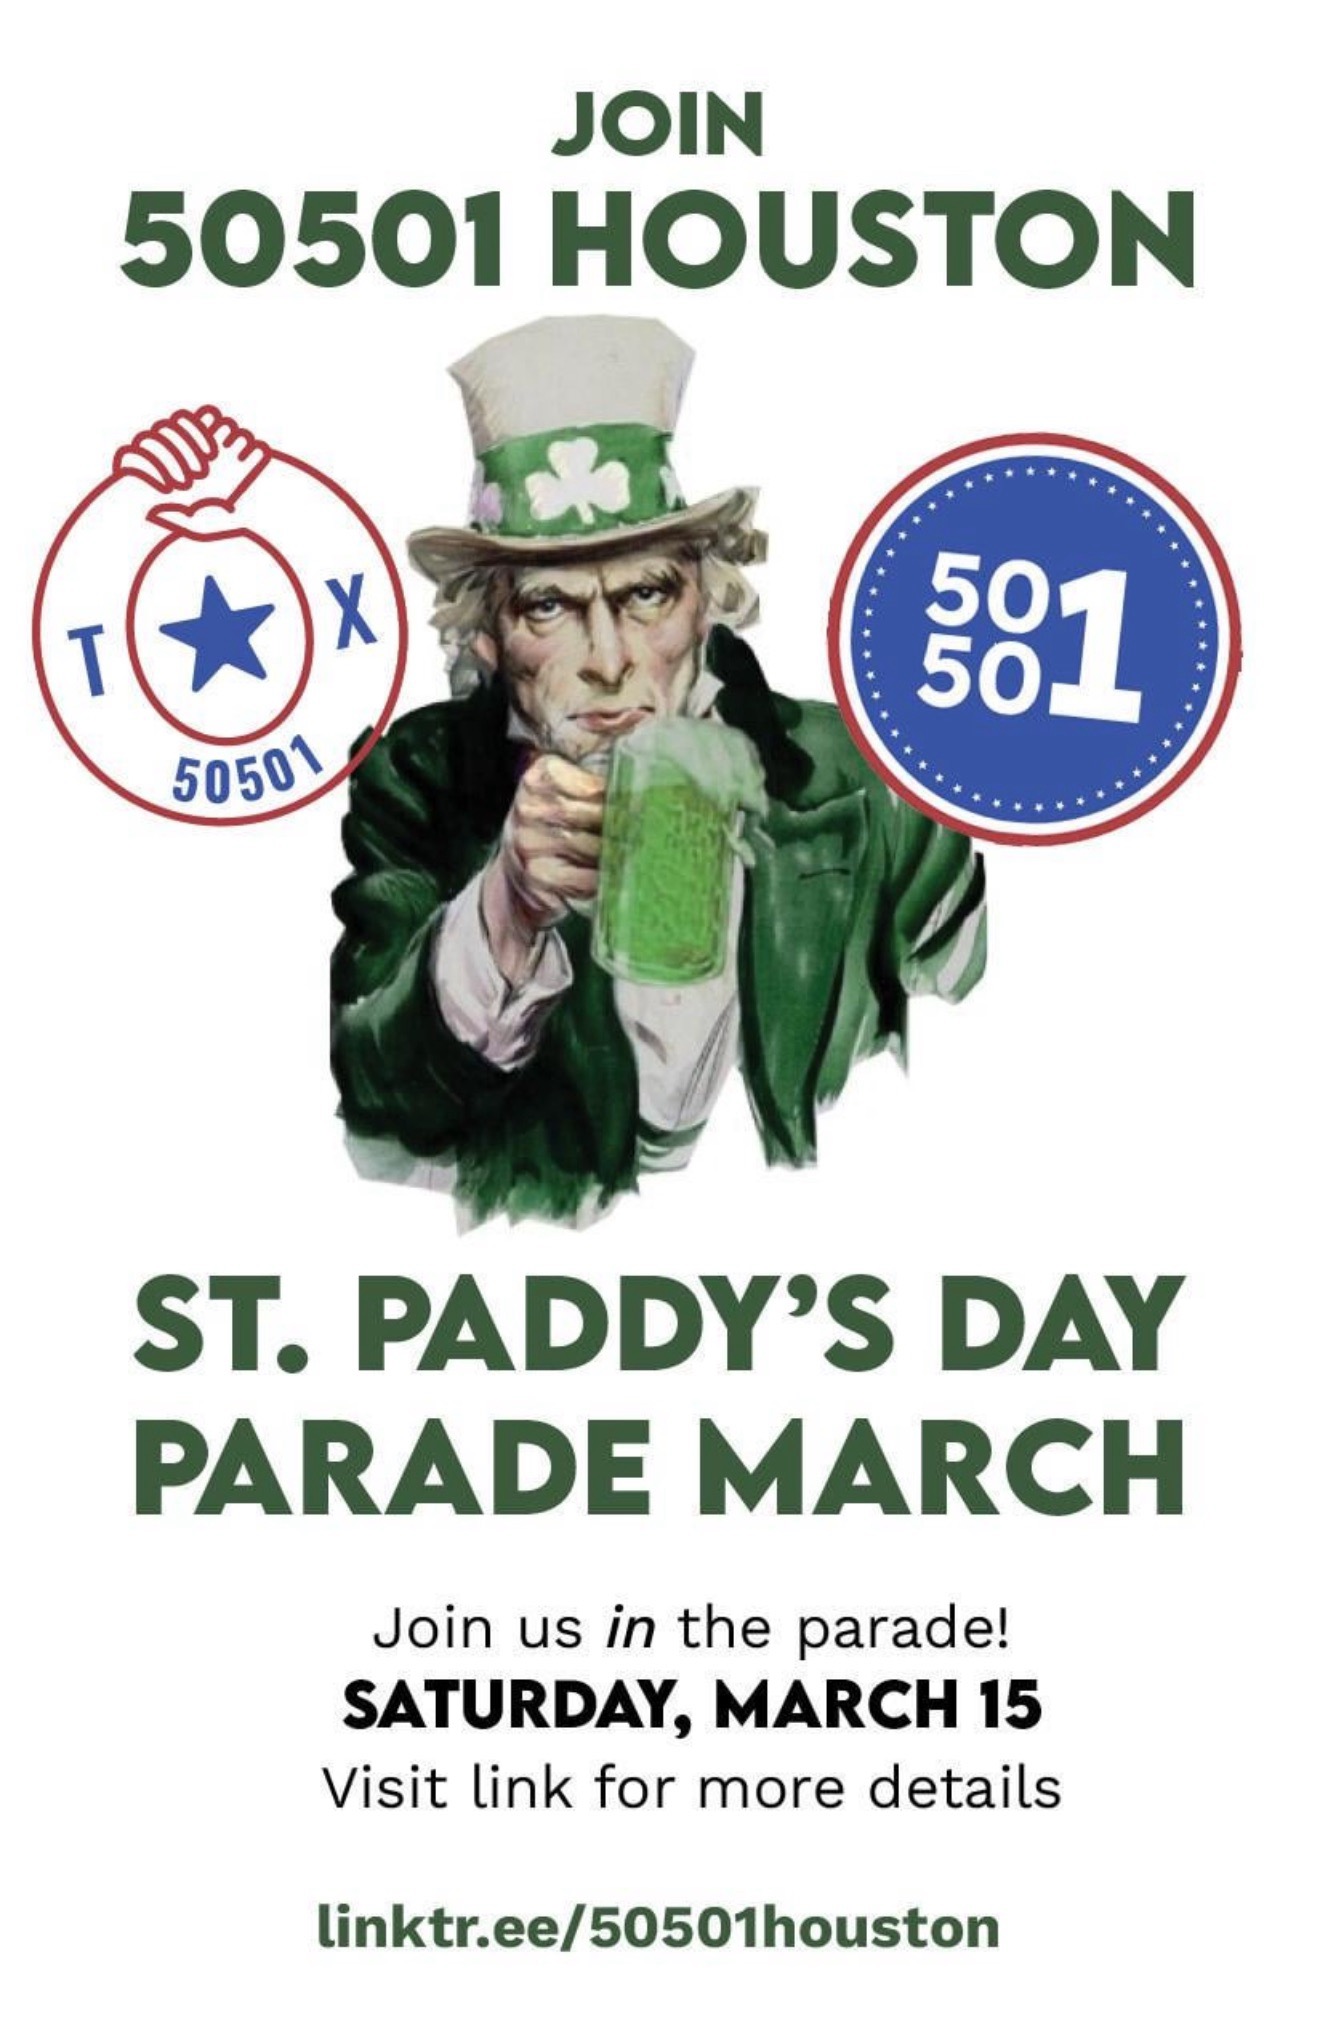 JOIN
50501 HOUSTON
T X
50501
50
50
1
ST. PADDY'S DAY
PARADE MARCH
Join us in the parade!
SATURDAY, MARCH 15
Visit link for more details
linktr.ee/50501houston